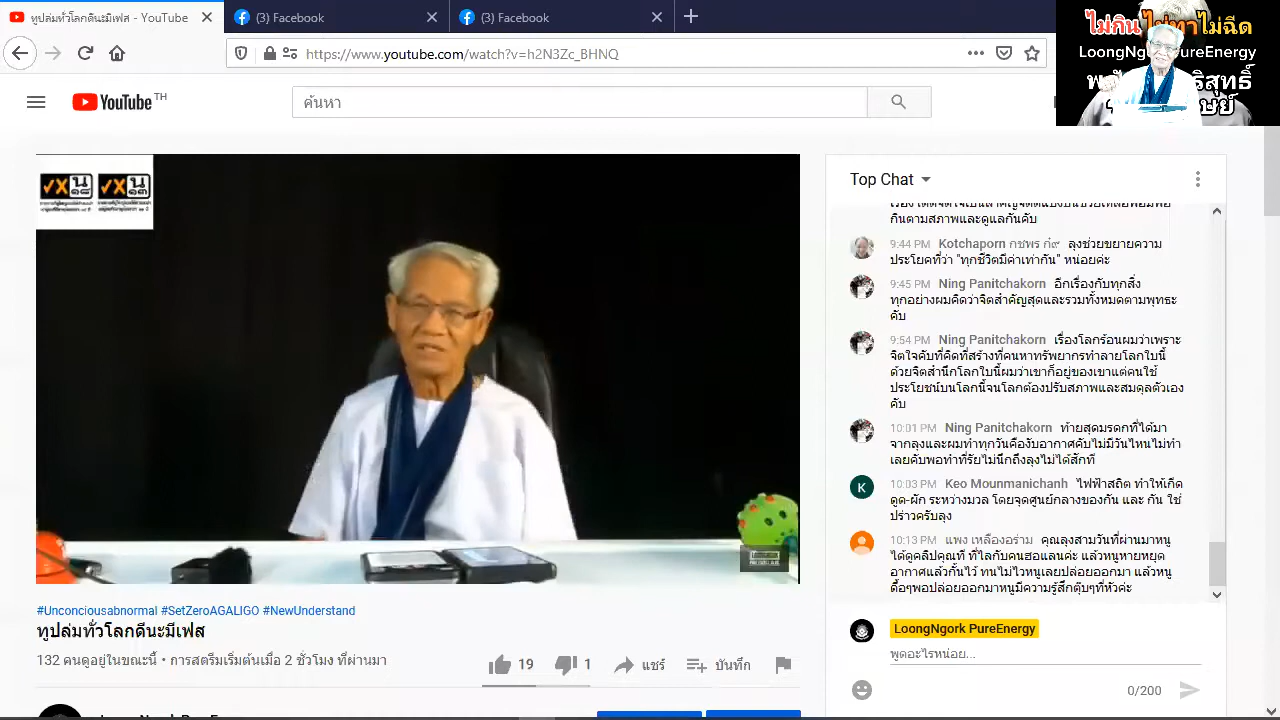 ทูปล่มทั่วโลกดีนะมีเฟส - YouTube
(3) Facebook
(3) Facebook
https://www.youtube.com/watch?v=h2N3Zc_BHNQ
ไม่กินไม่ทาไม่ฉีด
YouTube TH
ค้นหา
น
๑๘
น
๑๓
Top Chat
กันตามสภาพและดูแลกันคับ
9:44 PM Kotchaporn กชพร ก๋ง ลุงช่วยขยายความ
ประโยคที่ว่า "ทุกชีวิตมีค่าเท่ากัน" หน่อยค่ะ
9:45 PM Ning Panitchakorn อีกเรื่องกับทุกสิ่ง
ทุกอย่างผมคิดว่าจิตสำคัญสุดและรวมทั้งหมดตามพุทธะ
คับ
9:54 PM Ning Panitchakorn เรื่องโลกร้อนผมว่าเพราะ
จิตใจคับที่คิดที่สร้างที่คนหาทรัพยากรทำลายโลกใบนี้
ด้วยจิตสำนึกโลกใบนี้ผมว่าเขาก็อยู่ของเขาแต่คนใช้
ประโยชน์บนโลกนี้จนโลกต้องปรับสภาพและสมดุลตัวเอง
คับ
10:01 PM Ning Panitchakorn ท้ายสุดมรดกที่ได้มา
จากลุงและผมทำทุกวันคืองับอากาศคับไม่มีวันไหนไม่ทำ
เลยคับพอทำที่รัยไม่นึกถึงลุงไม่ได้สักที
10:03 PM Keo Mounmanichanh ไฟฟ้าสถิต ทำให้เกิด
ดูด-ผัก ระหว่างมวล โดยจุดศูนย์กลางของกัน และ กัน ใช่
ปร่าวครับลุง
10:13 PM แพง เหลืองอร่าม คุณลุงสามวันที่ผ่านมาหนู
ได้ดูคลิปคุณที ที่ไลกับคนฮอแลนค่ะ แล้วหนูหายหยุด
อากาศแล้วกั้นไว้ ทนไม่ไวหนูเลยปล่อยออกมา แล้วหนู
ดื้อๆพอปล่อยออกมาหนูมีความรู้สึกตุ๊บๆที่หัวค่ะ
LoongNgork PureEnergy
พูดอะไรหน่อย...
0/200
#Unconciousabnormal #SetZeroAGALIGO #NewUnderstand
ทูปล่มทั่วโลกดีนะมีเฟส
132 คนดูอยู่ในขณะนี้ • การสตรีมเริ่มต้นเมื่อ 2 ชั่วโมง ที่ผ่านมา
19
1
แชร์
บันทึก